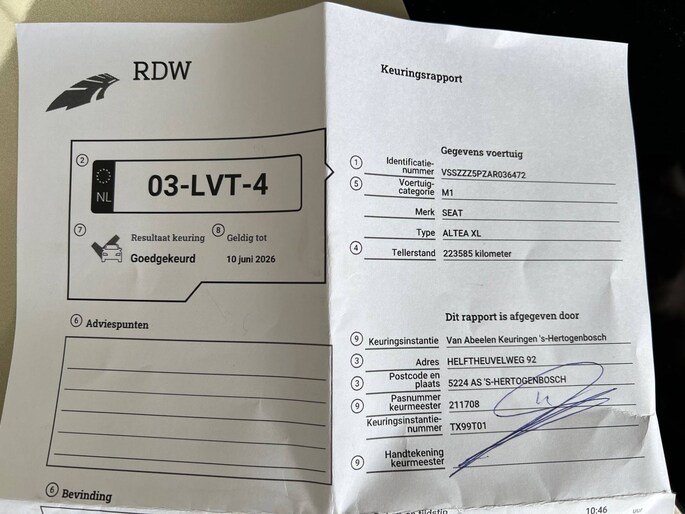 RDW
2
NL
03-LVT-4
7
Resultaat keuring
Goedgekeurd
8
Geldig tot
10 juni 2026
6 Adviespunten
6 Bevinding
Keuringsrapport
Gegevens voertuig
1 Identificatie-
nummer VSSZZZ5PZAR036472
5 Voertuig-
categorie M1
Merk SEAT
Type ALTEA XL
4 Tellerstand 223585 kilometer
Dit rapport is afgegeven door
9 Keuringsinstantie Van Abeelen Keuringen 's-Hertogenbosch
3 Adres HELFTHEUVELWEG 92
3 Postcode en
plaats 5224 AS 'S-HERTOGENBOSCH
9 Pasnummer
keurmeester 211708
Keuringsinstantie-
nummer TX99T01
9 Handtekening
keurmeester
10:46 uur